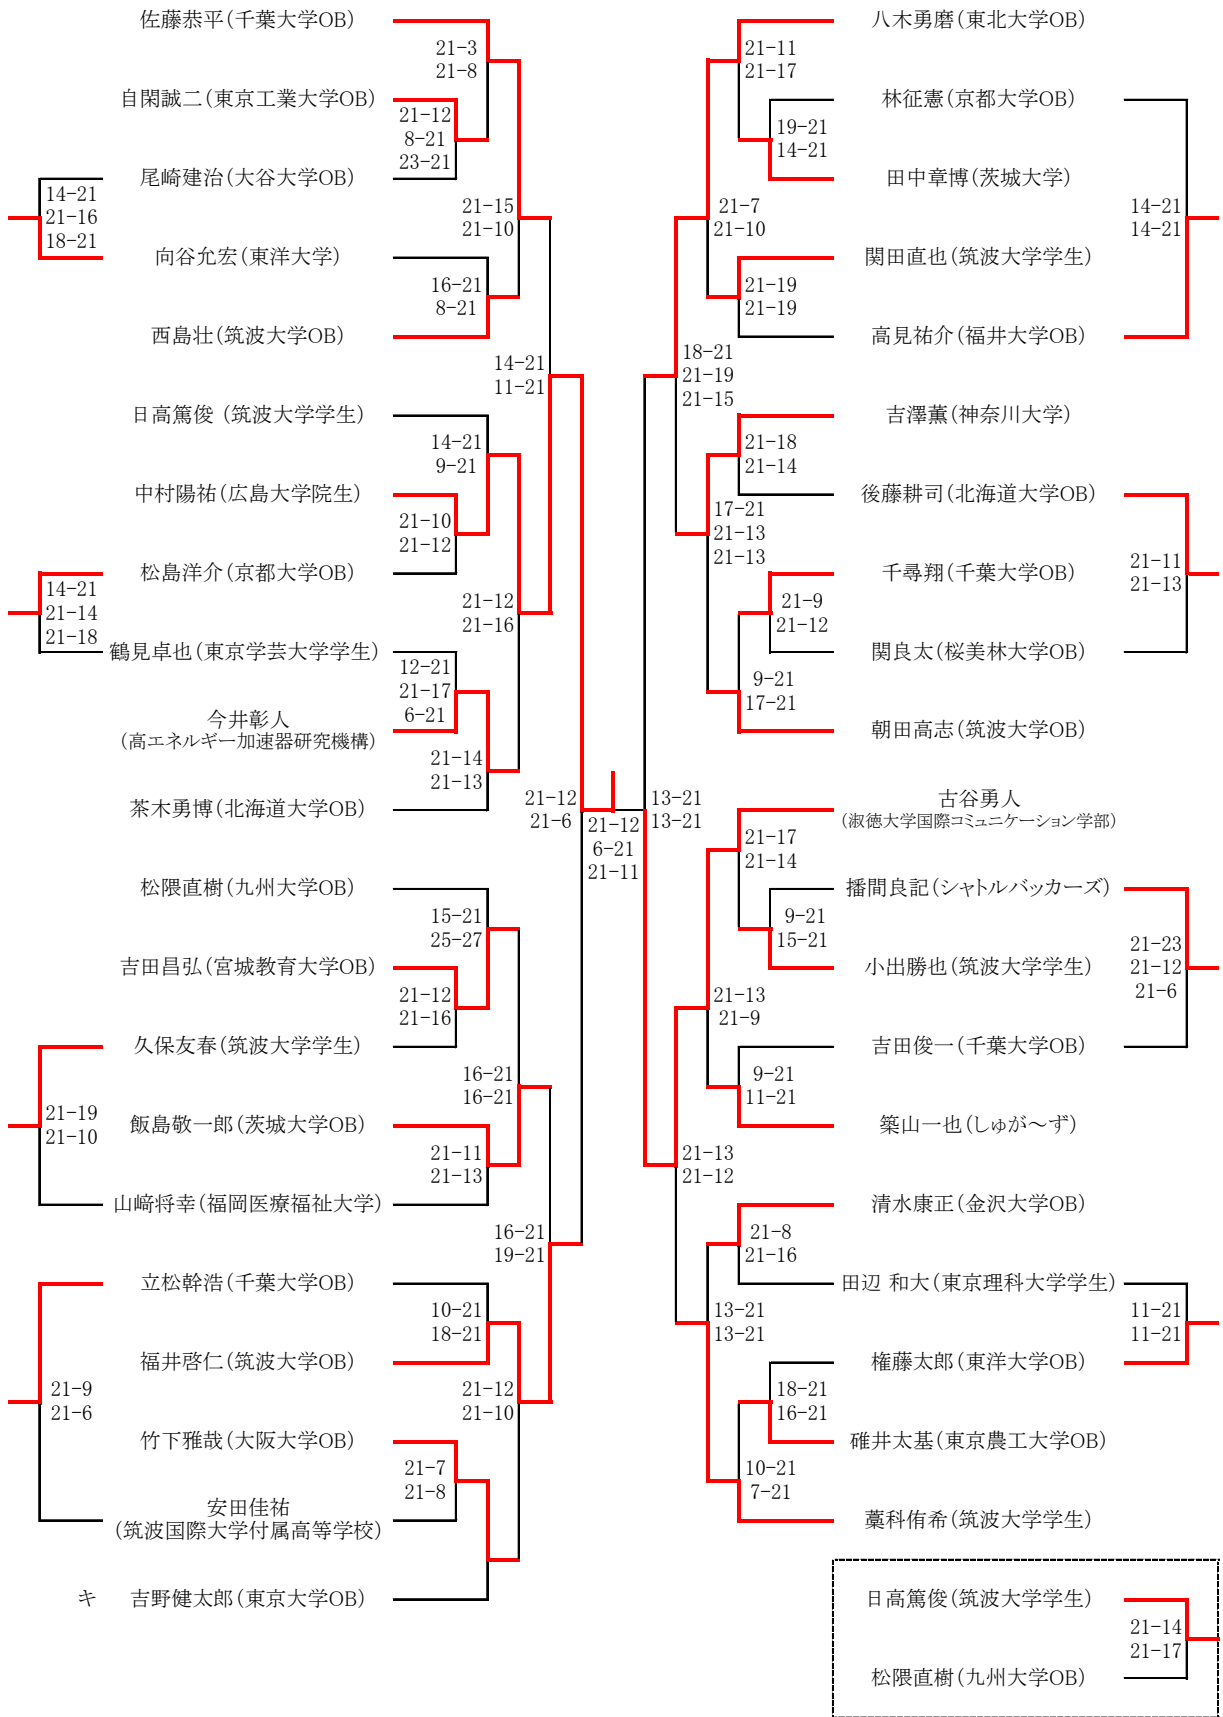 佐藤恭平(千葉大学OB)
21-3
21-8
自閑誠二(東京工業大学OB)
21-12
8-21
23-21
尾崎建治(大谷大学OB)
14-21
21-16
18-21
21-15
21-10
向谷允宏(東洋大学)
16-21
8-21
西島壮(筑波大学OB)
14-21
11-21
日高篤俊 (筑波大学学生)
14-21
9-21
中村陽祐(広島大学院生)
21-10
21-12
松島洋介(京都大学OB)
14-21
21-14
21-18
21-12
21-16
鶴見卓也(東京学芸大学学生)
12-21
21-17
6-21
今井彰人
(高エネルギー加速器研究機構)
21-14
21-13
茶木勇博(北海道大学OB)
21-12
21-6
21-12
6-21
21-11
松隈直樹(九州大学OB)
15-21
25-27
吉田昌弘(宮城教育大学OB)
21-12
21-16
久保友春(筑波大学学生)
16-21
16-21
21-19
21-10
飯島敬一郎(茨城大学OB)
21-11
21-13
山﨑将幸(福岡医療福祉大学)
16-21
19-21
立松幹浩(千葉大学OB)
10-21
18-21
福井啓仁(筑波大学OB)
21-9
21-6
21-12
21-10
竹下雅哉(大阪大学OB)
21-7
21-8
安田佳祐
(筑波国際大学付属高等学校)
キ 吉野健太郎(東京大学OB)
八木勇磨(東北大学OB)
21-11
21-17
林征憲(京都大学OB)
19-21
14-21
田中章博(茨城大学)
21-7
21-10
14-21
14-21
関田直也(筑波大学学生)
21-19
21-19
高見祐介(福井大学OB)
18-21
21-19
21-15
吉澤薫(神奈川大学)
21-18
21-14
後藤耕司(北海道大学OB)
17-21
21-13
21-13
21-11
21-13
千尋翔(千葉大学OB)
21-9
21-12
関良太(桜美林大学OB)
9-21
17-21
朝田高志(筑波大学OB)
13-21
13-21
古谷勇人
(淑徳大学国際コミュニケーション学部)
21-17
21-14
播間良記(シャトルバッカーズ)
9-21
15-21
小出勝也(筑波大学学生)
21-23
21-12
21-6
21-13
21-9
吉田俊一(千葉大学OB)
9-21
11-21
築山一也(しゅが〜ず)
21-13
21-12
清水康正(金沢大学OB)
21-8
21-16
田辺 和大(東京理科大学学生)
13-21
13-21
11-21
11-21
権藤太郎(東洋大学OB)
18-21
16-21
碓井太基(東京農工大学OB)
10-21
7-21
藁科侑希(筑波大学学生)
日高篤俊(筑波大学学生)
21-14
21-17
松隈直樹(九州大学OB)